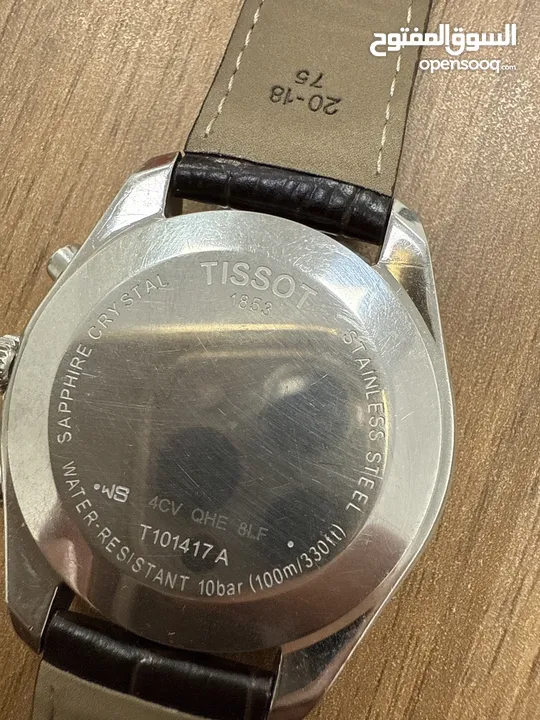 السوق المفتوح
opensooq.com
20-18
75
TISSOT
1853
STAINLESS STEEL
SAPPHIRE CRYSTAL
4CV QHE 8LF
T101417 A
WATER-RESISTANT 10bar (100m/330ft)